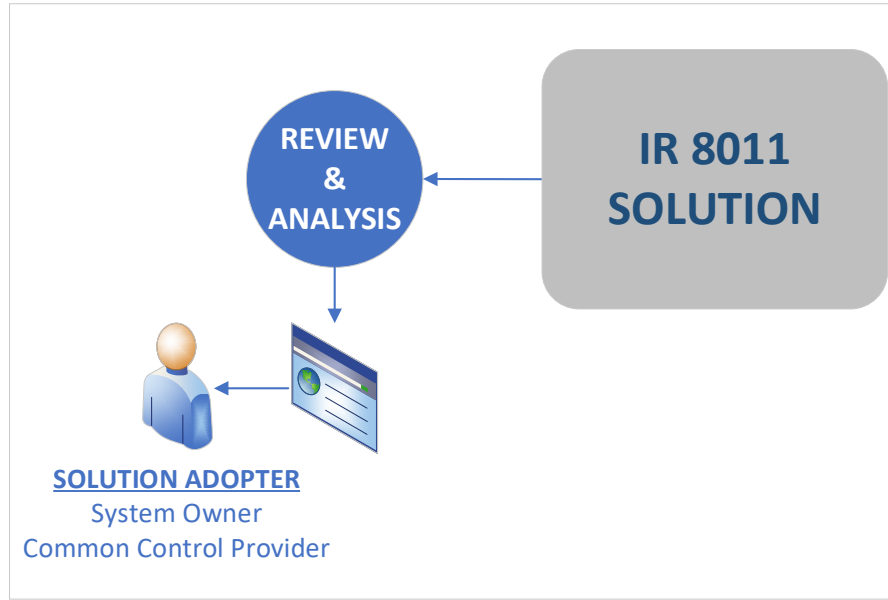 REVIEW
&
ANALYSIS
IR 8011
SOLUTION
SOLUTION ADOPTER
System Owner
Common Control Provider